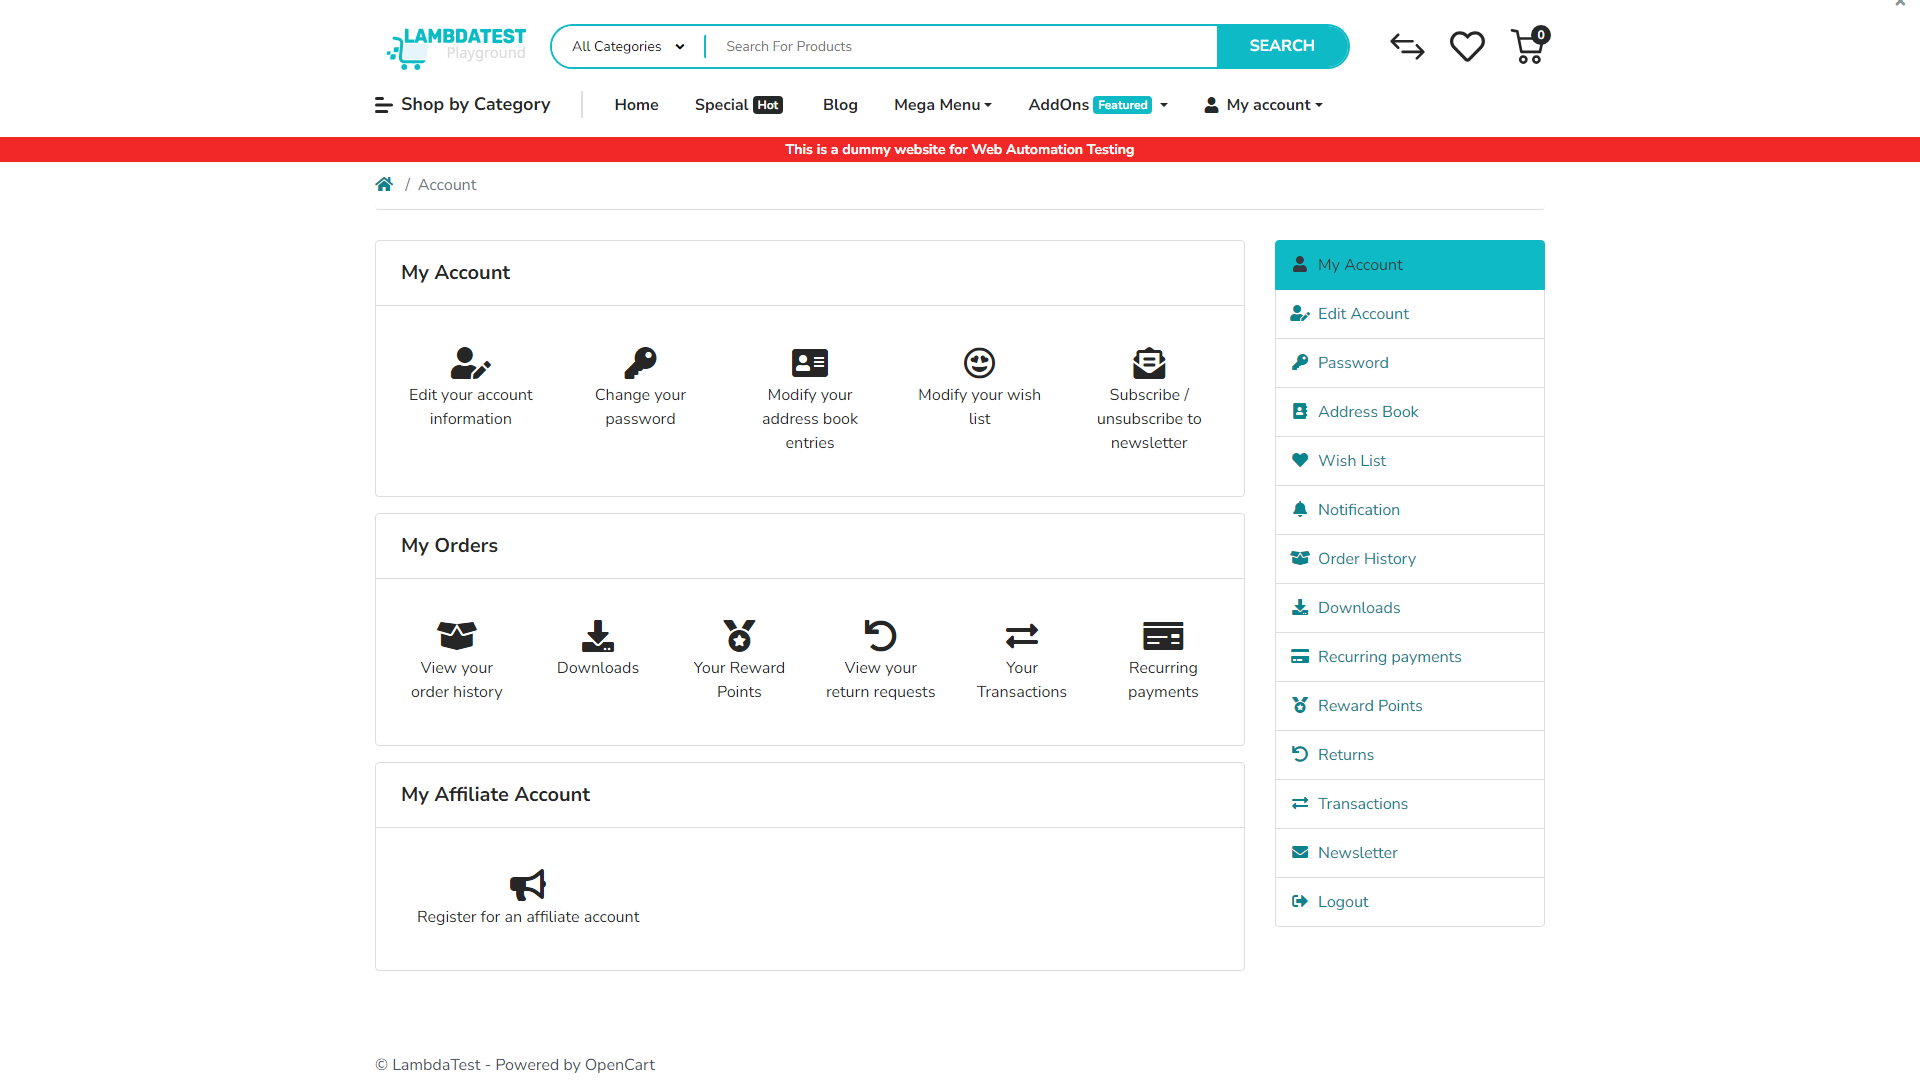 LAMBDATEST
Playground
All Categories
Search For Products
SEARCH
0
Shop by Category
Home
Special Hot
Blog
Mega Menu
AddOns Featured
My account
This is a dummy website for Web Automation Testing
/ Account
My Account
Edit your account
information
Change your
password
Modify your
address book
entries
Modify your wish
list
Subscribe /
unsubscribe to
newsletter
My Orders
View your
order history
Downloads
Your Reward
Points
View your
return requests
Your
Transactions
Recurring
payments
My Affiliate Account
Register for an affiliate account
My Account
Edit Account
Password
Address Book
Wish List
Notification
Order History
Downloads
Recurring payments
Reward Points
Returns
Transactions
Newsletter
Logout
© LambdaTest - Powered by OpenCart